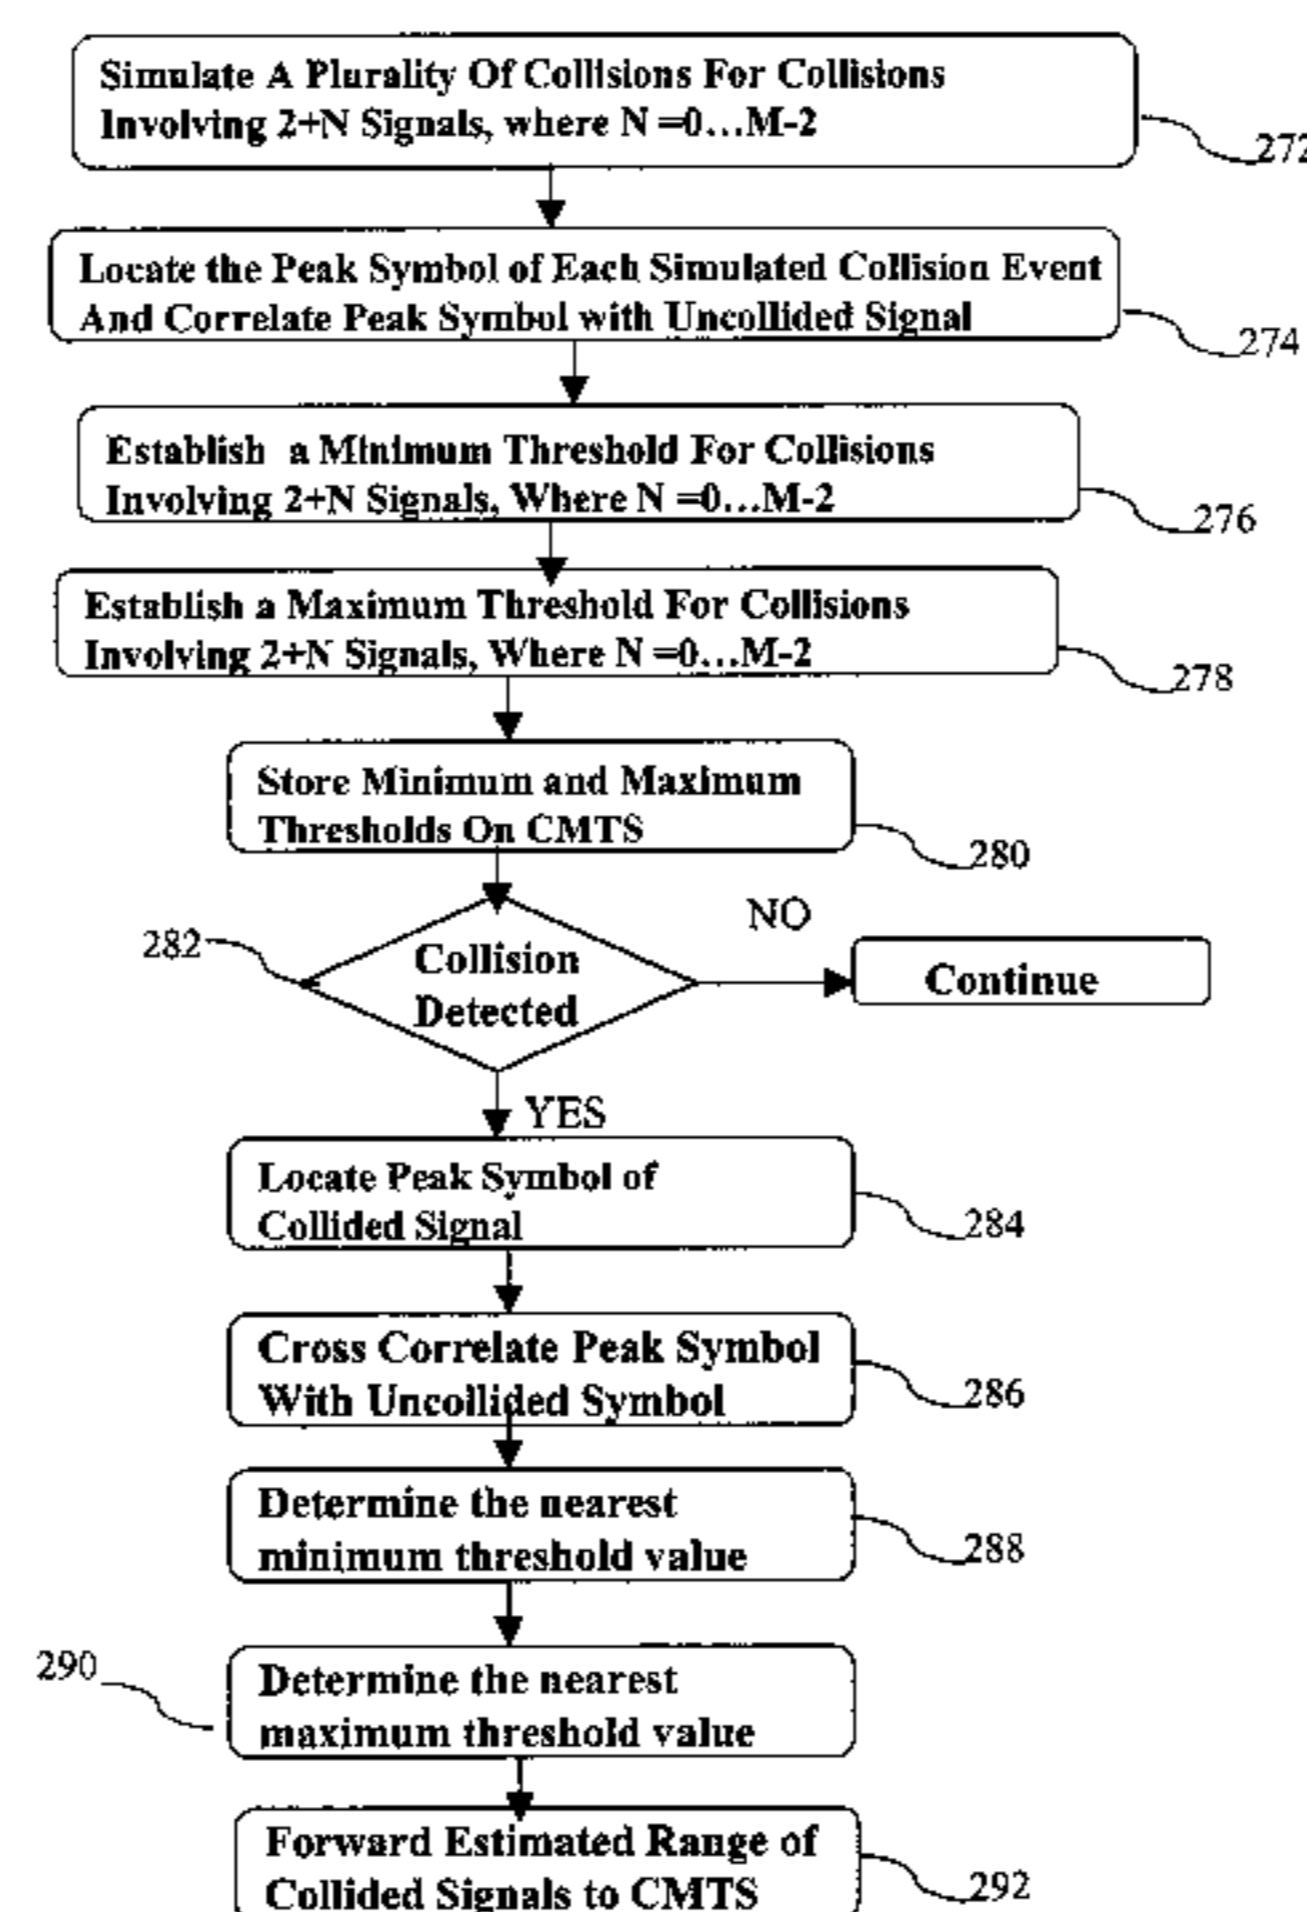 Simulate A Plurality Of Collisions For Collisions
Involving 2+N Signals, where N =0...M-2
272
Locate the Peak Symbol of Each Simulated Collision Event
And Correlate Peak Symbol with Uncollided Signal
274
Establish a Minimum Threshold For Collisions
Involving 2+N Signals, Where N =0...M-2
276
Establish a Maximum Threshold For Collisions
Involving 2+N Signals, Where N =0...M-2
278
Store Minimum and Maximum
Thresholds On CMTS
280
282
Collision
Detected
NO
Continue
YES
Locate Peak Symbol of
Collided Signal
284
Cross Correlate Peak Symbol
With Uncollided Symbol
286
Determine the nearest
minimum threshold value
288
290
Determine the nearest
maximum threshold value
Forward Estimated Range of
Collided Signals to CMTS
292